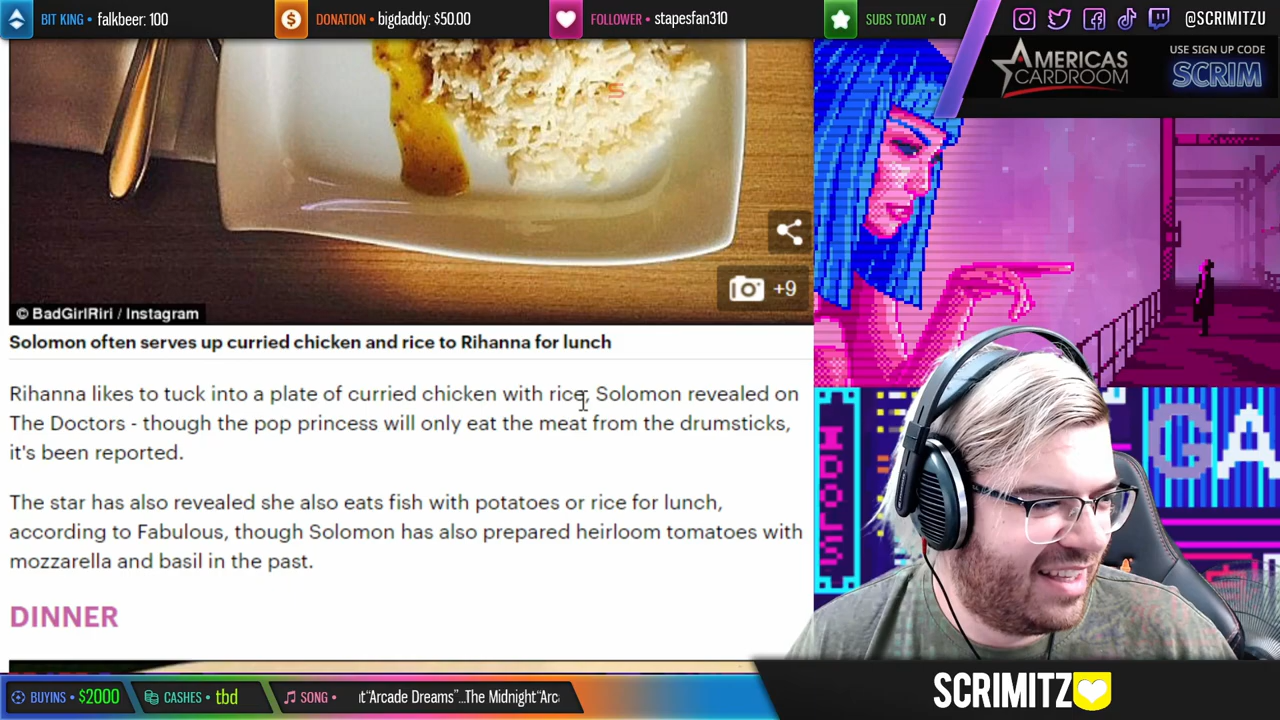 BIT KING • falkbeer: 100
DONATION • bigdaddy: $50.00
FOLLOWER • stapesfan310
SUBS TODAY • 0
@SCRIMITZU
AMERICAS CARDROOM
USE SIGN UP CODE
SCRIM
+9
© BadGirlRiri / Instagram
Solomon often serves up curried chicken and rice to Rihanna for lunch
Rihanna likes to tuck into a plate of curried chicken with rice, Solomon revealed on
The Doctors - though the pop princess will only eat the meat from the drumsticks,
it's been reported.
The star has also revealed she also eats fish with potatoes or rice for lunch,
according to Fabulous, though Solomon has also prepared heirloom tomatoes with
mozzarella and basil in the past.
DINNER
IDOLS
GA
BUYINS • $2000
CASHES • tbd
SONG •
t“Arcade Dreams”...The Midnight“Arc
SCRIMITZ